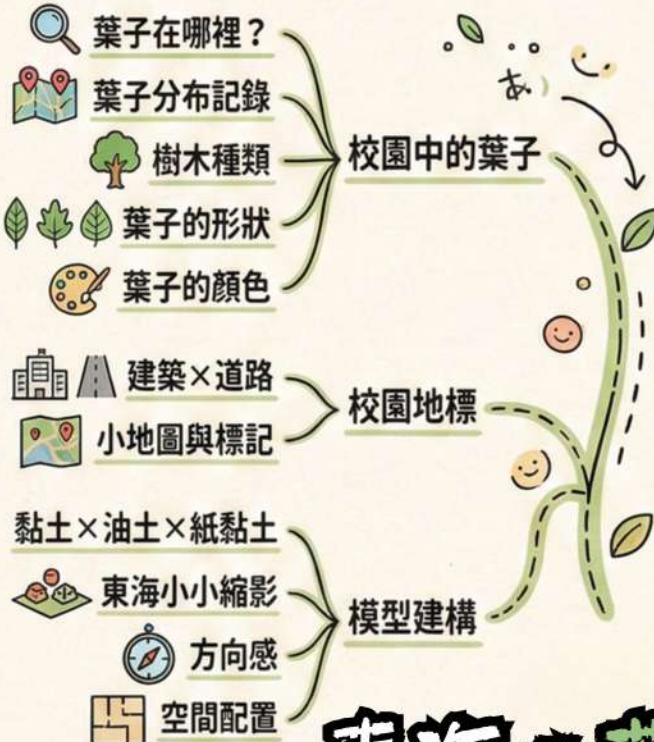 葉子在哪裡？
葉子分布記錄
樹木種類
葉子的形狀
葉子的顏色
校園中的葉子
あ
建築×道路
小地圖與標記
校園地標
黏土×油土×紙黏土
東海小小縮影
方向感
空間配置
模型建構